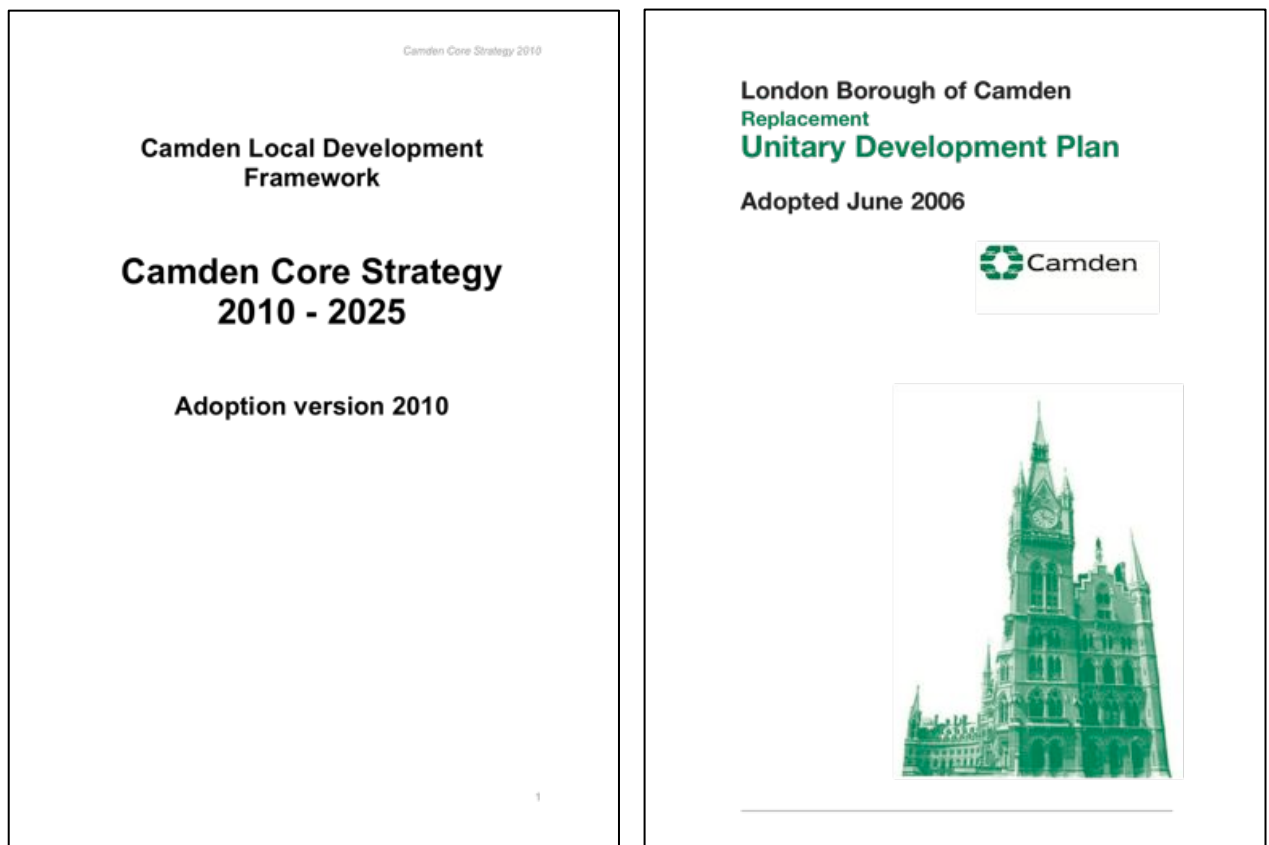 Camden Core Strategy 2010
Camden Local Development
Framework
Camden Core Strategy
2010 - 2025
Adoption version 2010
1
London Borough of Camden
Replacement
Unitary Development Plan
Adopted June 2006
Camden